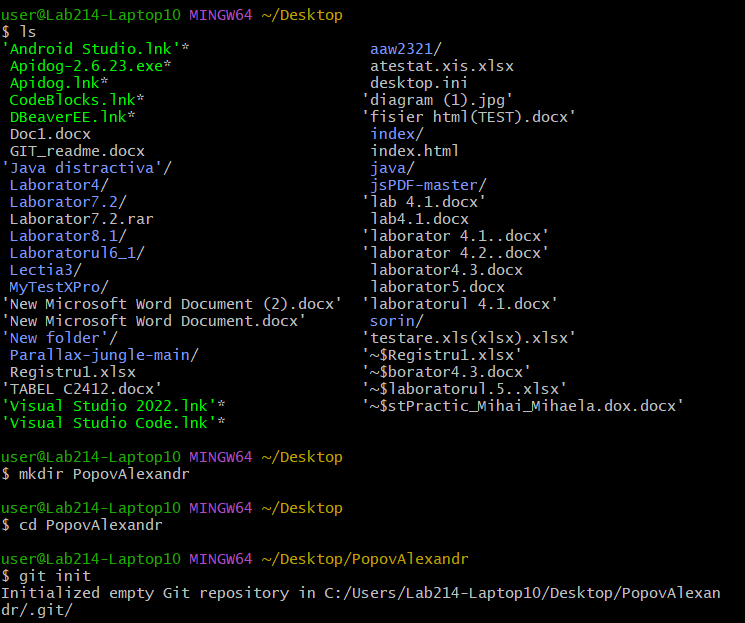 user@Lab214-Laptop10 MINGW64 ~/Desktop
$ ls
'Android Studio.lnk'* aaw2321/
Apidog-2.6.23.exe* atestat.xis.xlsx
Apidog.lnk* desktop.ini
CodeBlocks.lnk* 'diagram (1).jpg'
DBeaverEE.lnk* 'fisier html(TEST).docx'
Doc1.docx index/
GIT_readme.docx index.html
'Java distractiva'/ java/
Laborator4/ jsPDF-master/
Laborator7.2/ 'lab 4.1.docx'
Laborator7.2.rar lab4.1.docx
Laborator8.1/ 'laborator 4.1..docx'
Laboratorul6_1/ 'laborator 4.2..docx'
Lectia3/ laborator4.3.docx
MyTestXPro/ laborator5.docx
'New Microsoft Word Document (2).docx' 'laboratorul 4.1.docx'
'New Microsoft Word Document.docx' sorin/
'New folder'/ 'testare.xls(xlsx).xlsx'
Parallax-jungle-main/ '~$Registru1.xlsx'
Registru1.xlsx '~$borator4.3.docx'
'TABEL C2412.docx' '~$laboratorul.5..xlsx'
'Visual Studio 2022.lnk'* '~$stPractic_Mihai_Mihaela.dox.docx'
'Visual Studio Code.lnk'*
user@Lab214-Laptop10 MINGW64 ~/Desktop
$ mkdir PopovAlexandr
user@Lab214-Laptop10 MINGW64 ~/Desktop
$ cd PopovAlexandr
user@Lab214-Laptop10 MINGW64 ~/Desktop/PopovAlexandr
$ git init
Initialized empty Git repository in C:/Users/Lab214-Laptop10/Desktop/PopovAlexan
dr/.git/